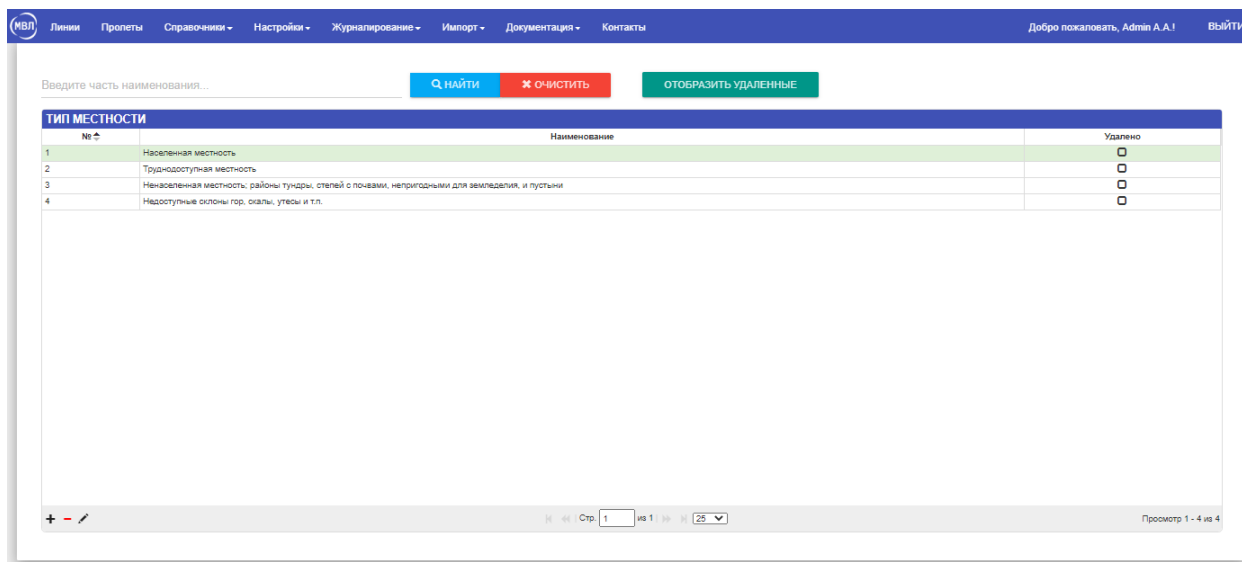 МВЛ Линии Пролеты Справочники Настройки Журналирование Импорт Документация Контакты Добро пожаловать, Admin A.A.! ВЫЙТИ
Введите часть наименования... НАЙТИ ОЧИСТИТЬ ОТОБРАЗИТЬ УДАЛЕННЫЕ
ТИП МЕСТНОСТИ
№ Наименование Удалено
1 Населенная местность
2 Труднодоступная местность
3 Ненаселенная местность; районы тундры, степей с почвами, непригодными для земледелия, и пустыни
4 Недоступные склоны гор, скалы, утесы и т.п.
Стр. 1 из 1 25 Просмотр 1 - 4 из 4